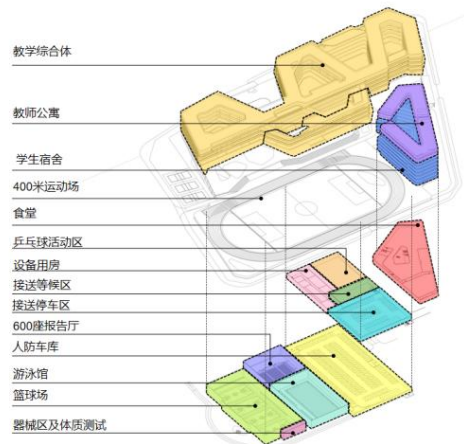 教学综合体
教师公寓
学生宿舍
400米运动场
食堂
乒乓球活动区
设备用房
接送等候区
接送停车区
600座报告厅
人防车库
游泳馆
篮球场
器械区及体质测试